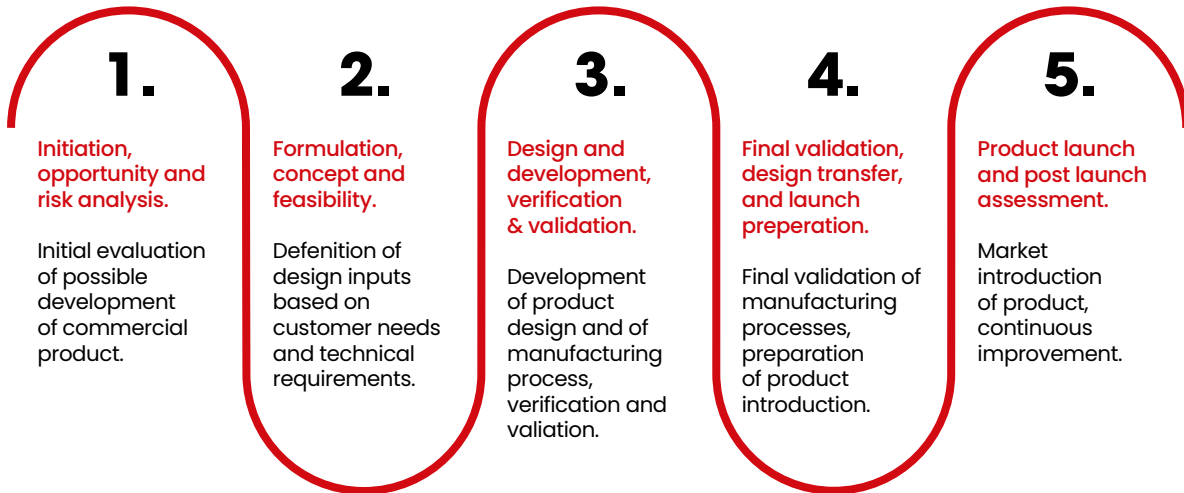 1.
Initiation,
opportunity and
risk analysis.
Initial evaluation
of possible
development
of commercial
product.
2.
Formulation,
concept and
feasibility.
Defenition of
design inputs
based on
customer needs
and technical
requirements.
3.
Design and
development,
verification
& validation.
Development
of product
design and of
manufacturing
process,
verification and
valiation.
4.
Final validation,
design transfer,
and launch
preperation.
Final validation of
manufacturing
processes,
preparation
of product
introduction.
5.
Product launch
and post launch
assessment.
Market
introduction
of product,
continuous
improvement.